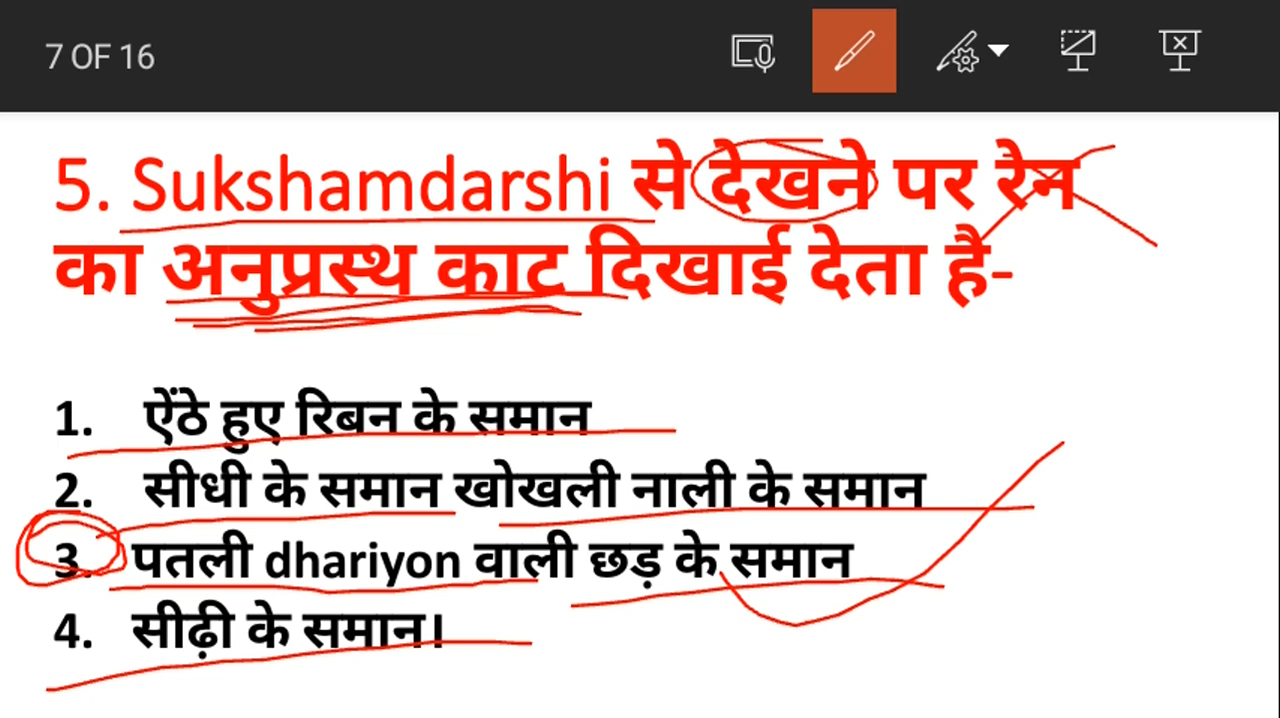 7 OF 16
5. Sukshamdarshi से देखने पर रैन
का अनुप्रस्थ काट दिखाई देता है-
1. ऐंठे हुए रिबन के समान
2. सीधी के समान खोखली नाली के समान
3. पतली dhariyon वाली छड़ के समान
4. सीढ़ी के समान।